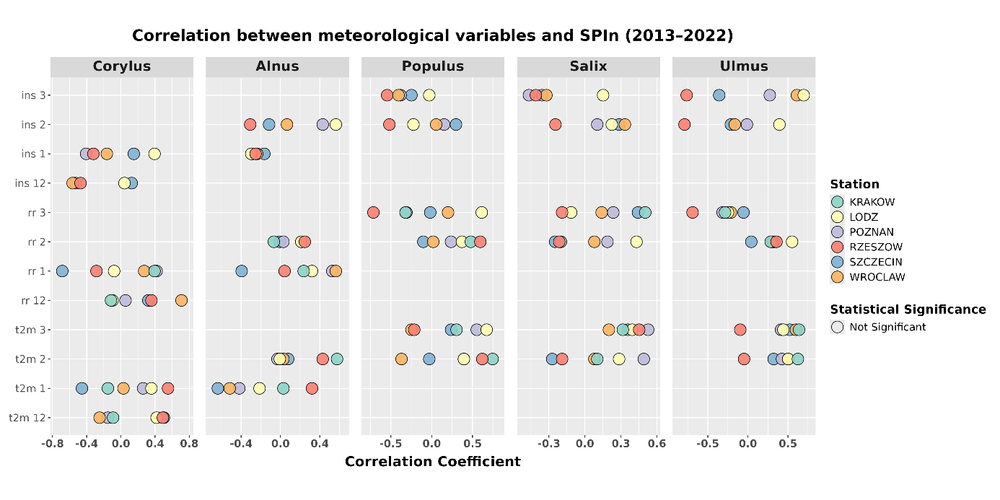 Correlation between meteorological variables and SPIn (2013–2022)
Corylus Alnus Populus Salix Ulmus
ins 3
ins 2
ins 1
ins 12
rr 3
rr 2
rr 1
rr 12
t2m 3
t2m 2
t2m 1
t2m 12
-0.8 -0.4 0.0 0.4 0.8 -0.4 0.0 0.4 -0.5 0.0 0.5 -0.3 0.0 0.3 0.6 -0.5 0.0 0.5
Correlation Coefficient
Station
KRAKOW
LODZ
POZNAN
RZESZOW
SZCZECIN
WROCLAW
Statistical Significance
Not Significant